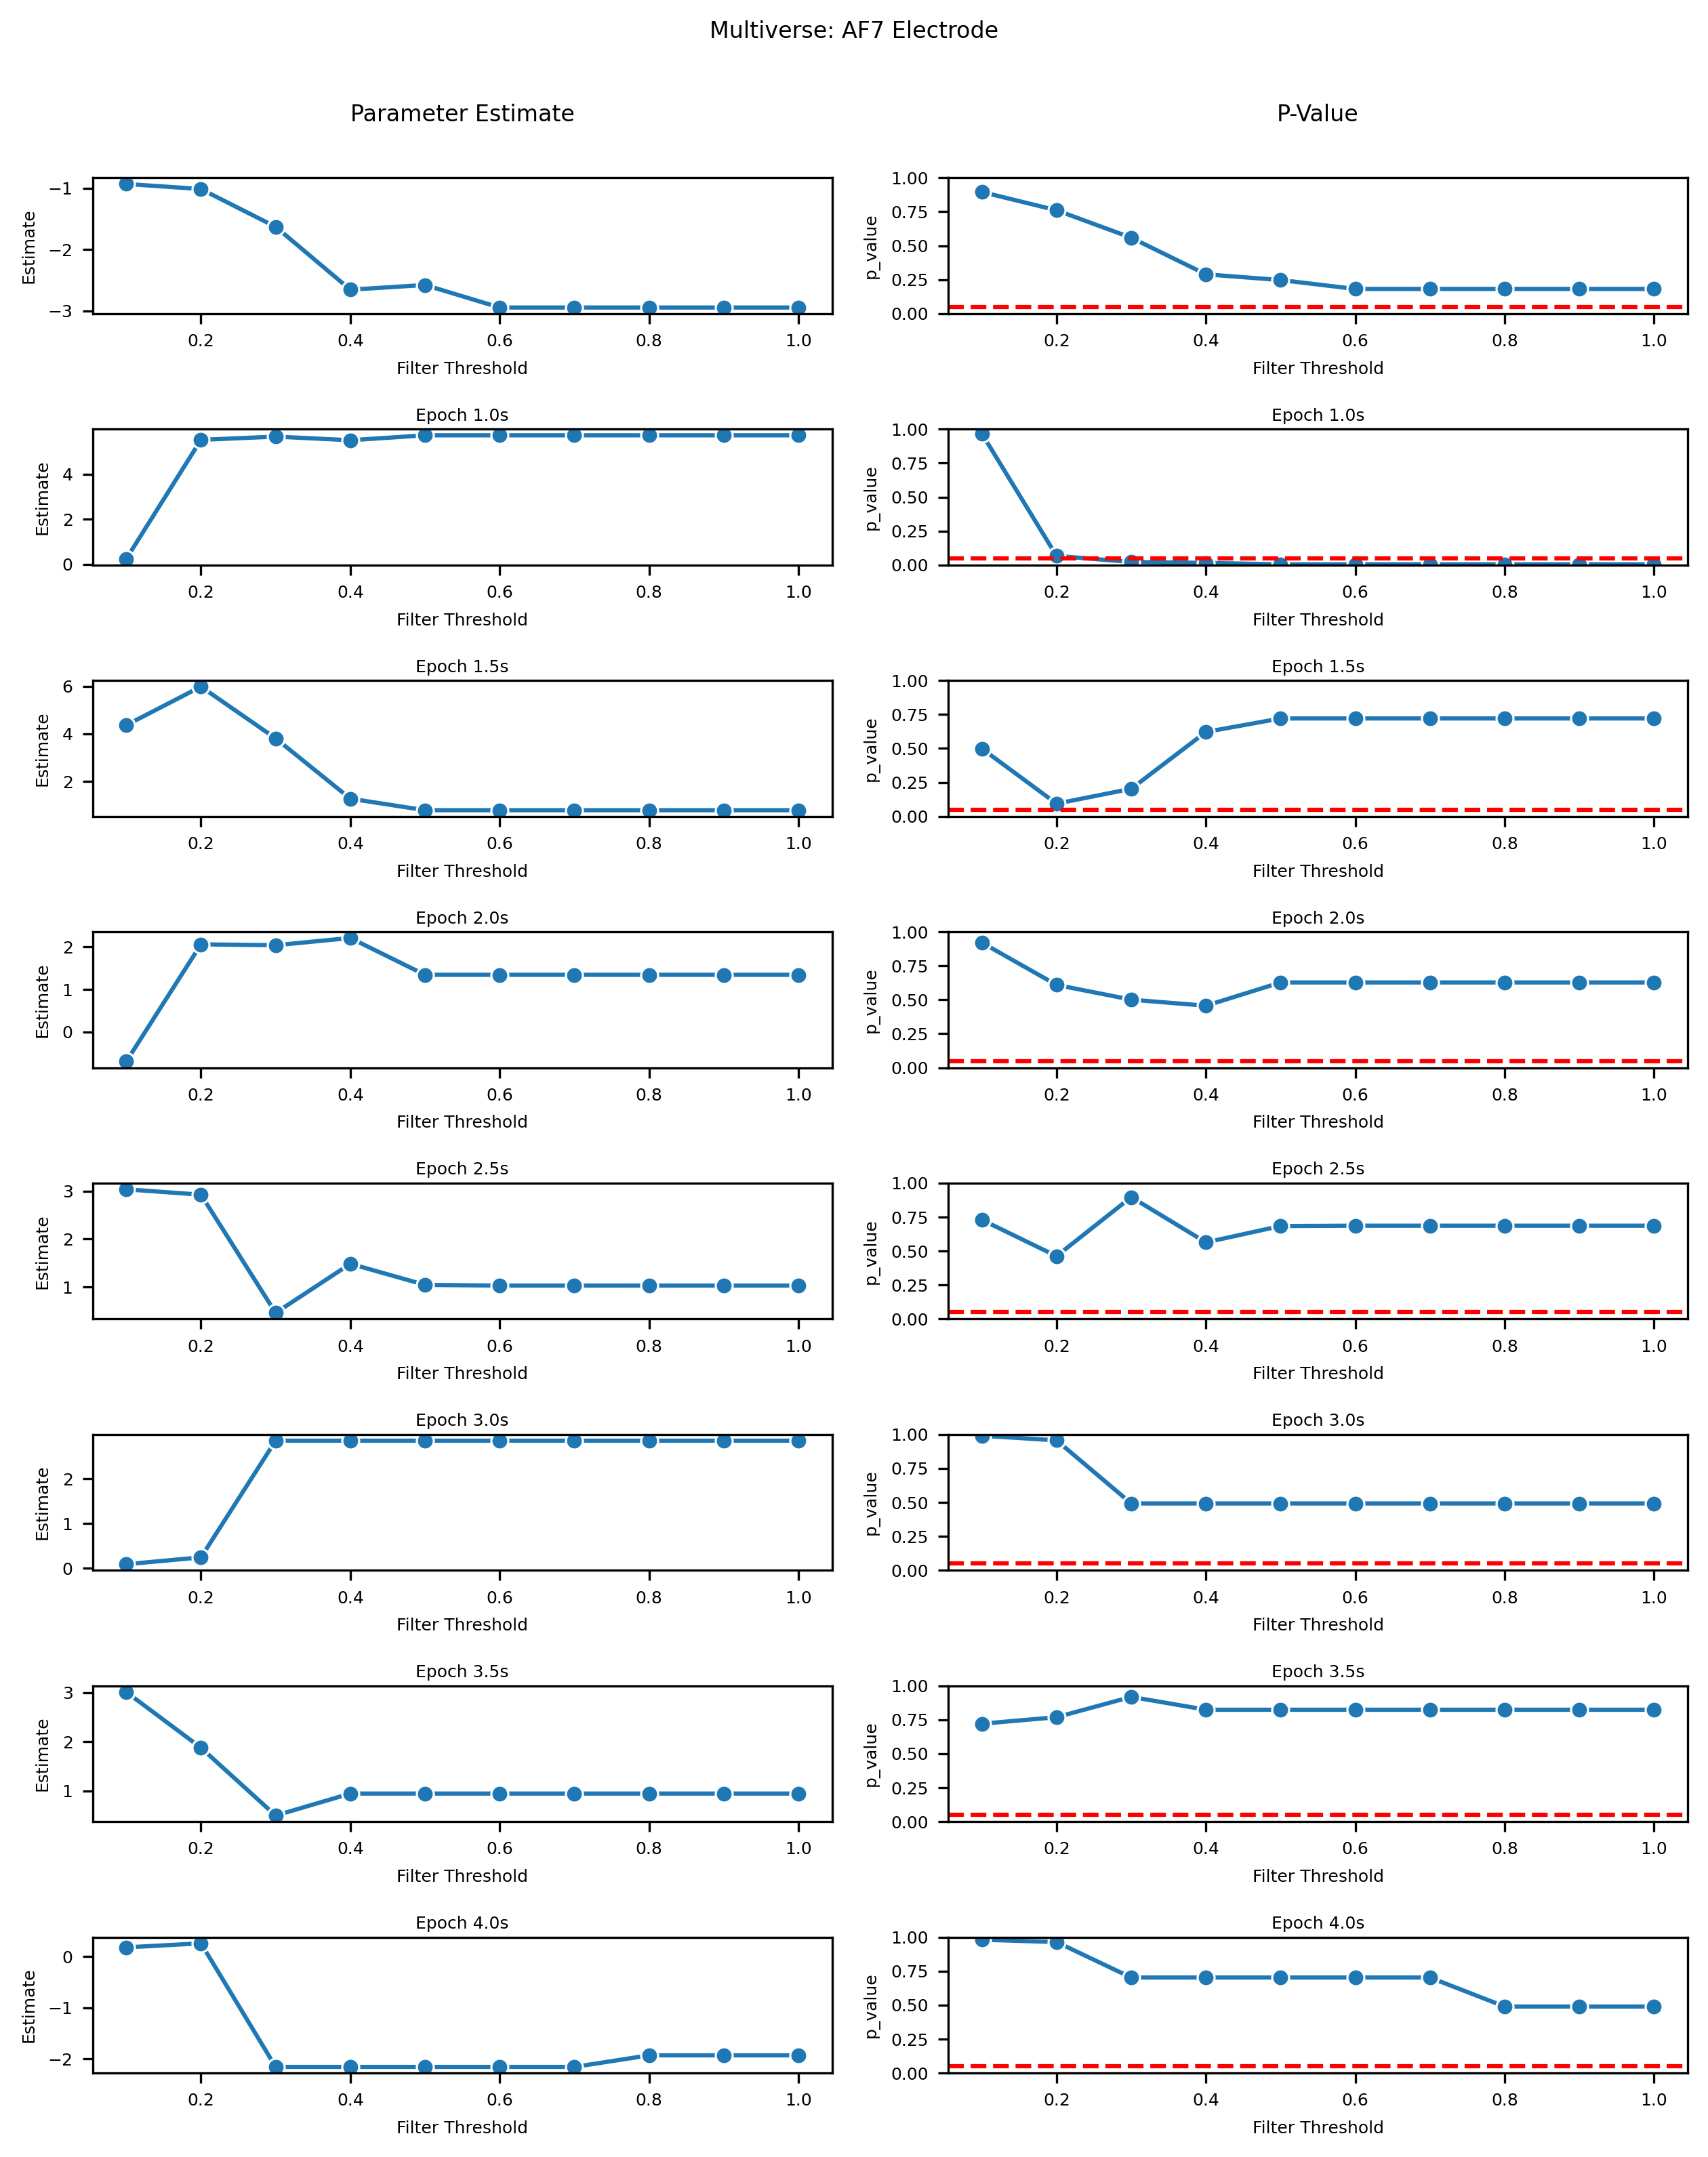 Multiverse: AF7 Electrode
Parameter Estimate
P-Value
Estimate
−1
−2
−3
0.2 0.4 0.6 0.8 1.0
Filter Threshold
p_value
1.00
0.75
0.50
0.25
0.00
0.2 0.4 0.6 0.8 1.0
Filter Threshold
Epoch 1.0s
Estimate
4
2
0
0.2 0.4 0.6 0.8 1.0
Filter Threshold
Epoch 1.0s
p_value
1.00
0.75
0.50
0.25
0.00
0.2 0.4 0.6 0.8 1.0
Filter Threshold
Epoch 1.5s
Estimate
6
4
2
0.2 0.4 0.6 0.8 1.0
Filter Threshold
Epoch 1.5s
p_value
1.00
0.75
0.50
0.25
0.00
0.2 0.4 0.6 0.8 1.0
Filter Threshold
Epoch 2.0s
Estimate
2
1
0
0.2 0.4 0.6 0.8 1.0
Filter Threshold
Epoch 2.0s
p_value
1.00
0.75
0.50
0.25
0.00
0.2 0.4 0.6 0.8 1.0
Filter Threshold
Epoch 2.5s
Estimate
3
2
1
0.2 0.4 0.6 0.8 1.0
Filter Threshold
Epoch 2.5s
p_value
1.00
0.75
0.50
0.25
0.00
0.2 0.4 0.6 0.8 1.0
Filter Threshold
Epoch 3.0s
Estimate
2
1
0
0.2 0.4 0.6 0.8 1.0
Filter Threshold
Epoch 3.0s
p_value
1.00
0.75
0.50
0.25
0.00
0.2 0.4 0.6 0.8 1.0
Filter Threshold
Epoch 3.5s
Estimate
3
2
1
0.2 0.4 0.6 0.8 1.0
Filter Threshold
Epoch 3.5s
p_value
1.00
0.75
0.50
0.25
0.00
0.2 0.4 0.6 0.8 1.0
Filter Threshold
Epoch 4.0s
Estimate
0
−1
−2
0.2 0.4 0.6 0.8 1.0
Filter Threshold
Epoch 4.0s
p_value
1.00
0.75
0.50
0.25
0.00
0.2 0.4 0.6 0.8 1.0
Filter Threshold